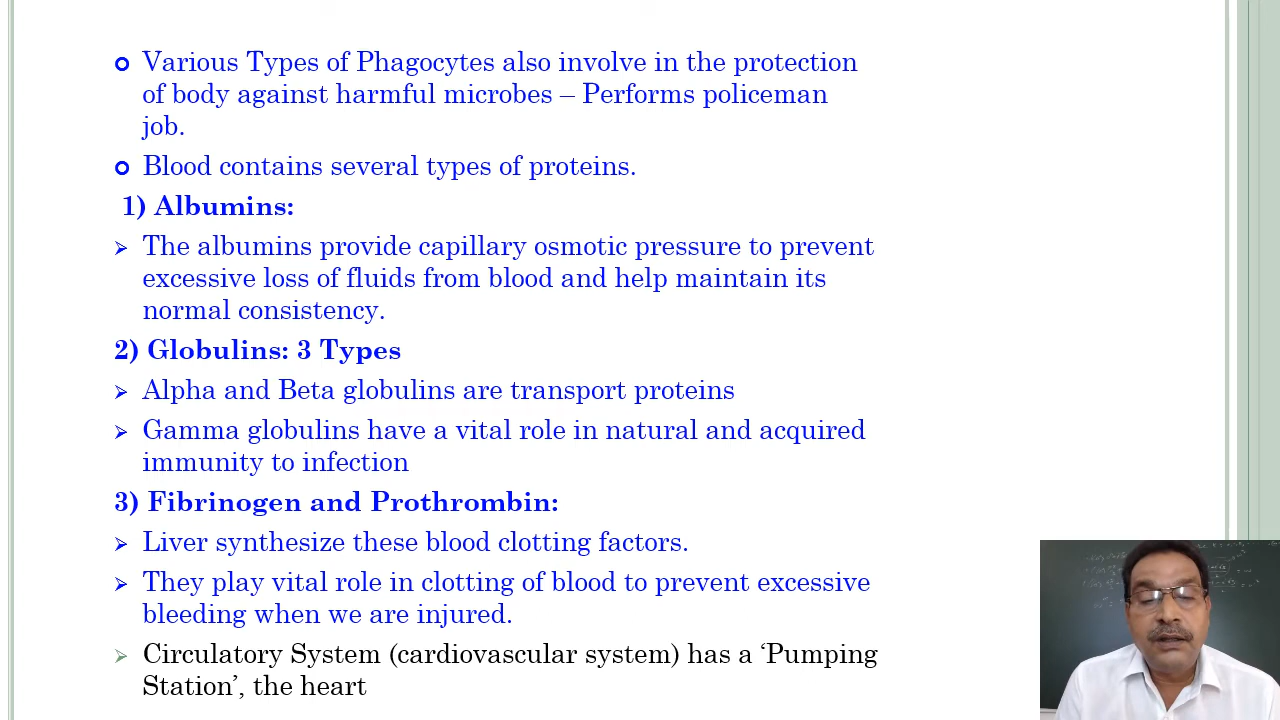 Various Types of Phagocytes also involve in the protection
of body against harmful microbes – Performs policeman
job.
Blood contains several types of proteins.
1) Albumins:
The albumins provide capillary osmotic pressure to prevent
excessive loss of fluids from blood and help maintain its
normal consistency.
2) Globulins: 3 Types
Alpha and Beta globulins are transport proteins
Gamma globulins have a vital role in natural and acquired
immunity to infection
3) Fibrinogen and Prothrombin:
Liver synthesize these blood clotting factors.
They play vital role in clotting of blood to prevent excessive
bleeding when we are injured.
Circulatory System (cardiovascular system) has a ‘Pumping
Station’, the heart